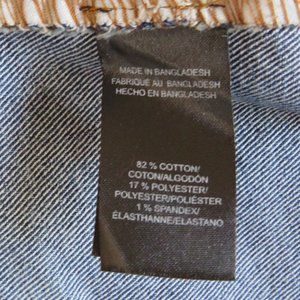 MADE IN BANGLADESH
FABRIQUÉ AU BANGLADESH
HECHO EN BANGLADESH
82 % COTTON/
COTON/ALGODÓN
17 % POLYESTER/
POLYESTER/POLIÉSTER
1 % SPANDEX/
ÉLASTHANNE/ELASTANO